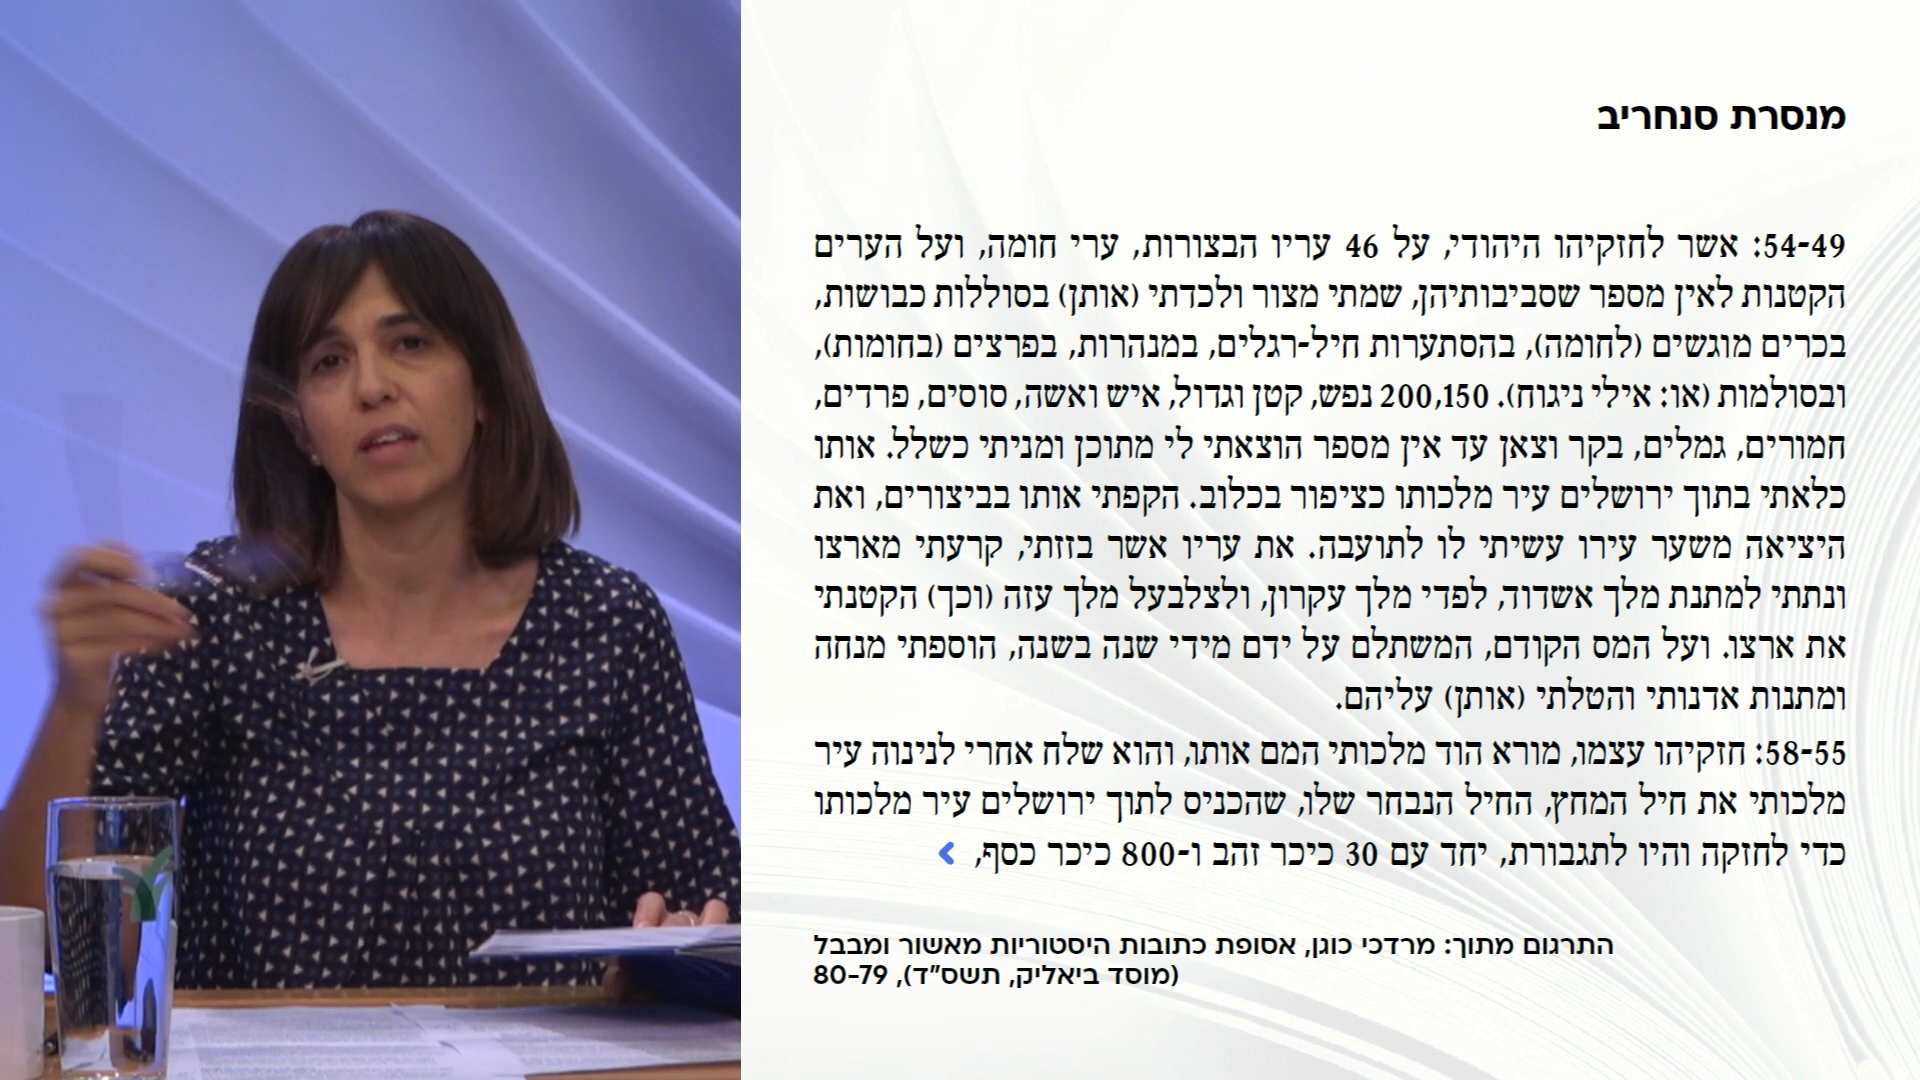 מנסרת סנחריב
54-49: אשר לחזקיהו היהודי, על 46 עריו הבצורות, ערי חומה, ועל הערים
הקטנות לאין מספר שסביבותיהן, שמתי מצור ולכדתי (אותן) בסוללות כבושות,
בכרים מוגשים (לחומה), בהסתערות חיל-רגלים, במנהרות, בפרצים (בחומות),
ובסולמות (או: אילי ניגוח). 200,150 נפש, קטן וגדול, איש ואשה, סוסים, פרדים,
חמורים, גמלים, בקר וצאן עד אין מספר הוצאתי לי מתוכן ומניתי כשלל. אותו
כלאתי בתוך ירושלים עיר מלכותו כציפור בכלוב. הקפתי אותו בביצורים, ואת
היציאה משער עירו עשיתי לו לתועבה. את עריו אשר בזזתי, קרעתי מארצו
ונתתי למתנת מלך אשדוד, לפדי מלך עקרון, ולצלבעל מלך עזה (וכך) הקטנתי
את ארצו. ועל המס הקודם, המשתלם על ידם מידי שנה בשנה, הוספתי מנחה
ומתנות אדנותי והטלתי (אותן) עליהם.
58-55: חזקיהו עצמו, מורא הוד מלכותי המם אותו, והוא שלח אחרי לנינוה עיר
מלכותי את חיל המחץ, החיל הנבחר שלו, שהכניס לתוך ירושלים עיר מלכותו
כדי לחזקה והיו לתגבורת, יחד עם 30 כיכר זהב ו-800 כיכר כסף,
התרגום מתוך: מרדכי כוגן, אסופת כתובות היסטוריות מאשור ומבבל
(מוסד ביאליק, תשס"ד), 80-79